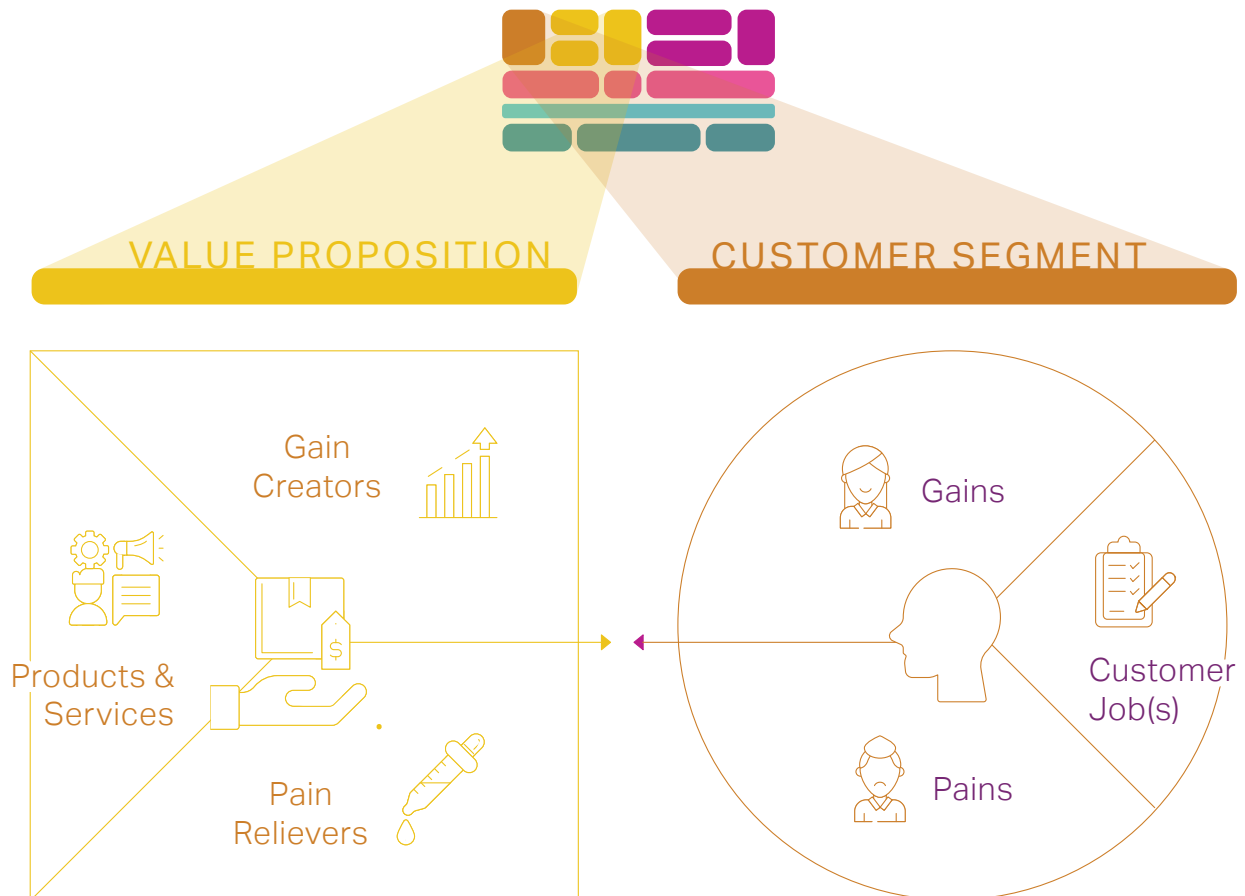 VALUE PROPOSITION
CUSTOMER SEGMENT
Gain
Creators
Products &
Services
$
Pain
Relievers
Gains
Customer
Job(s)
Pains